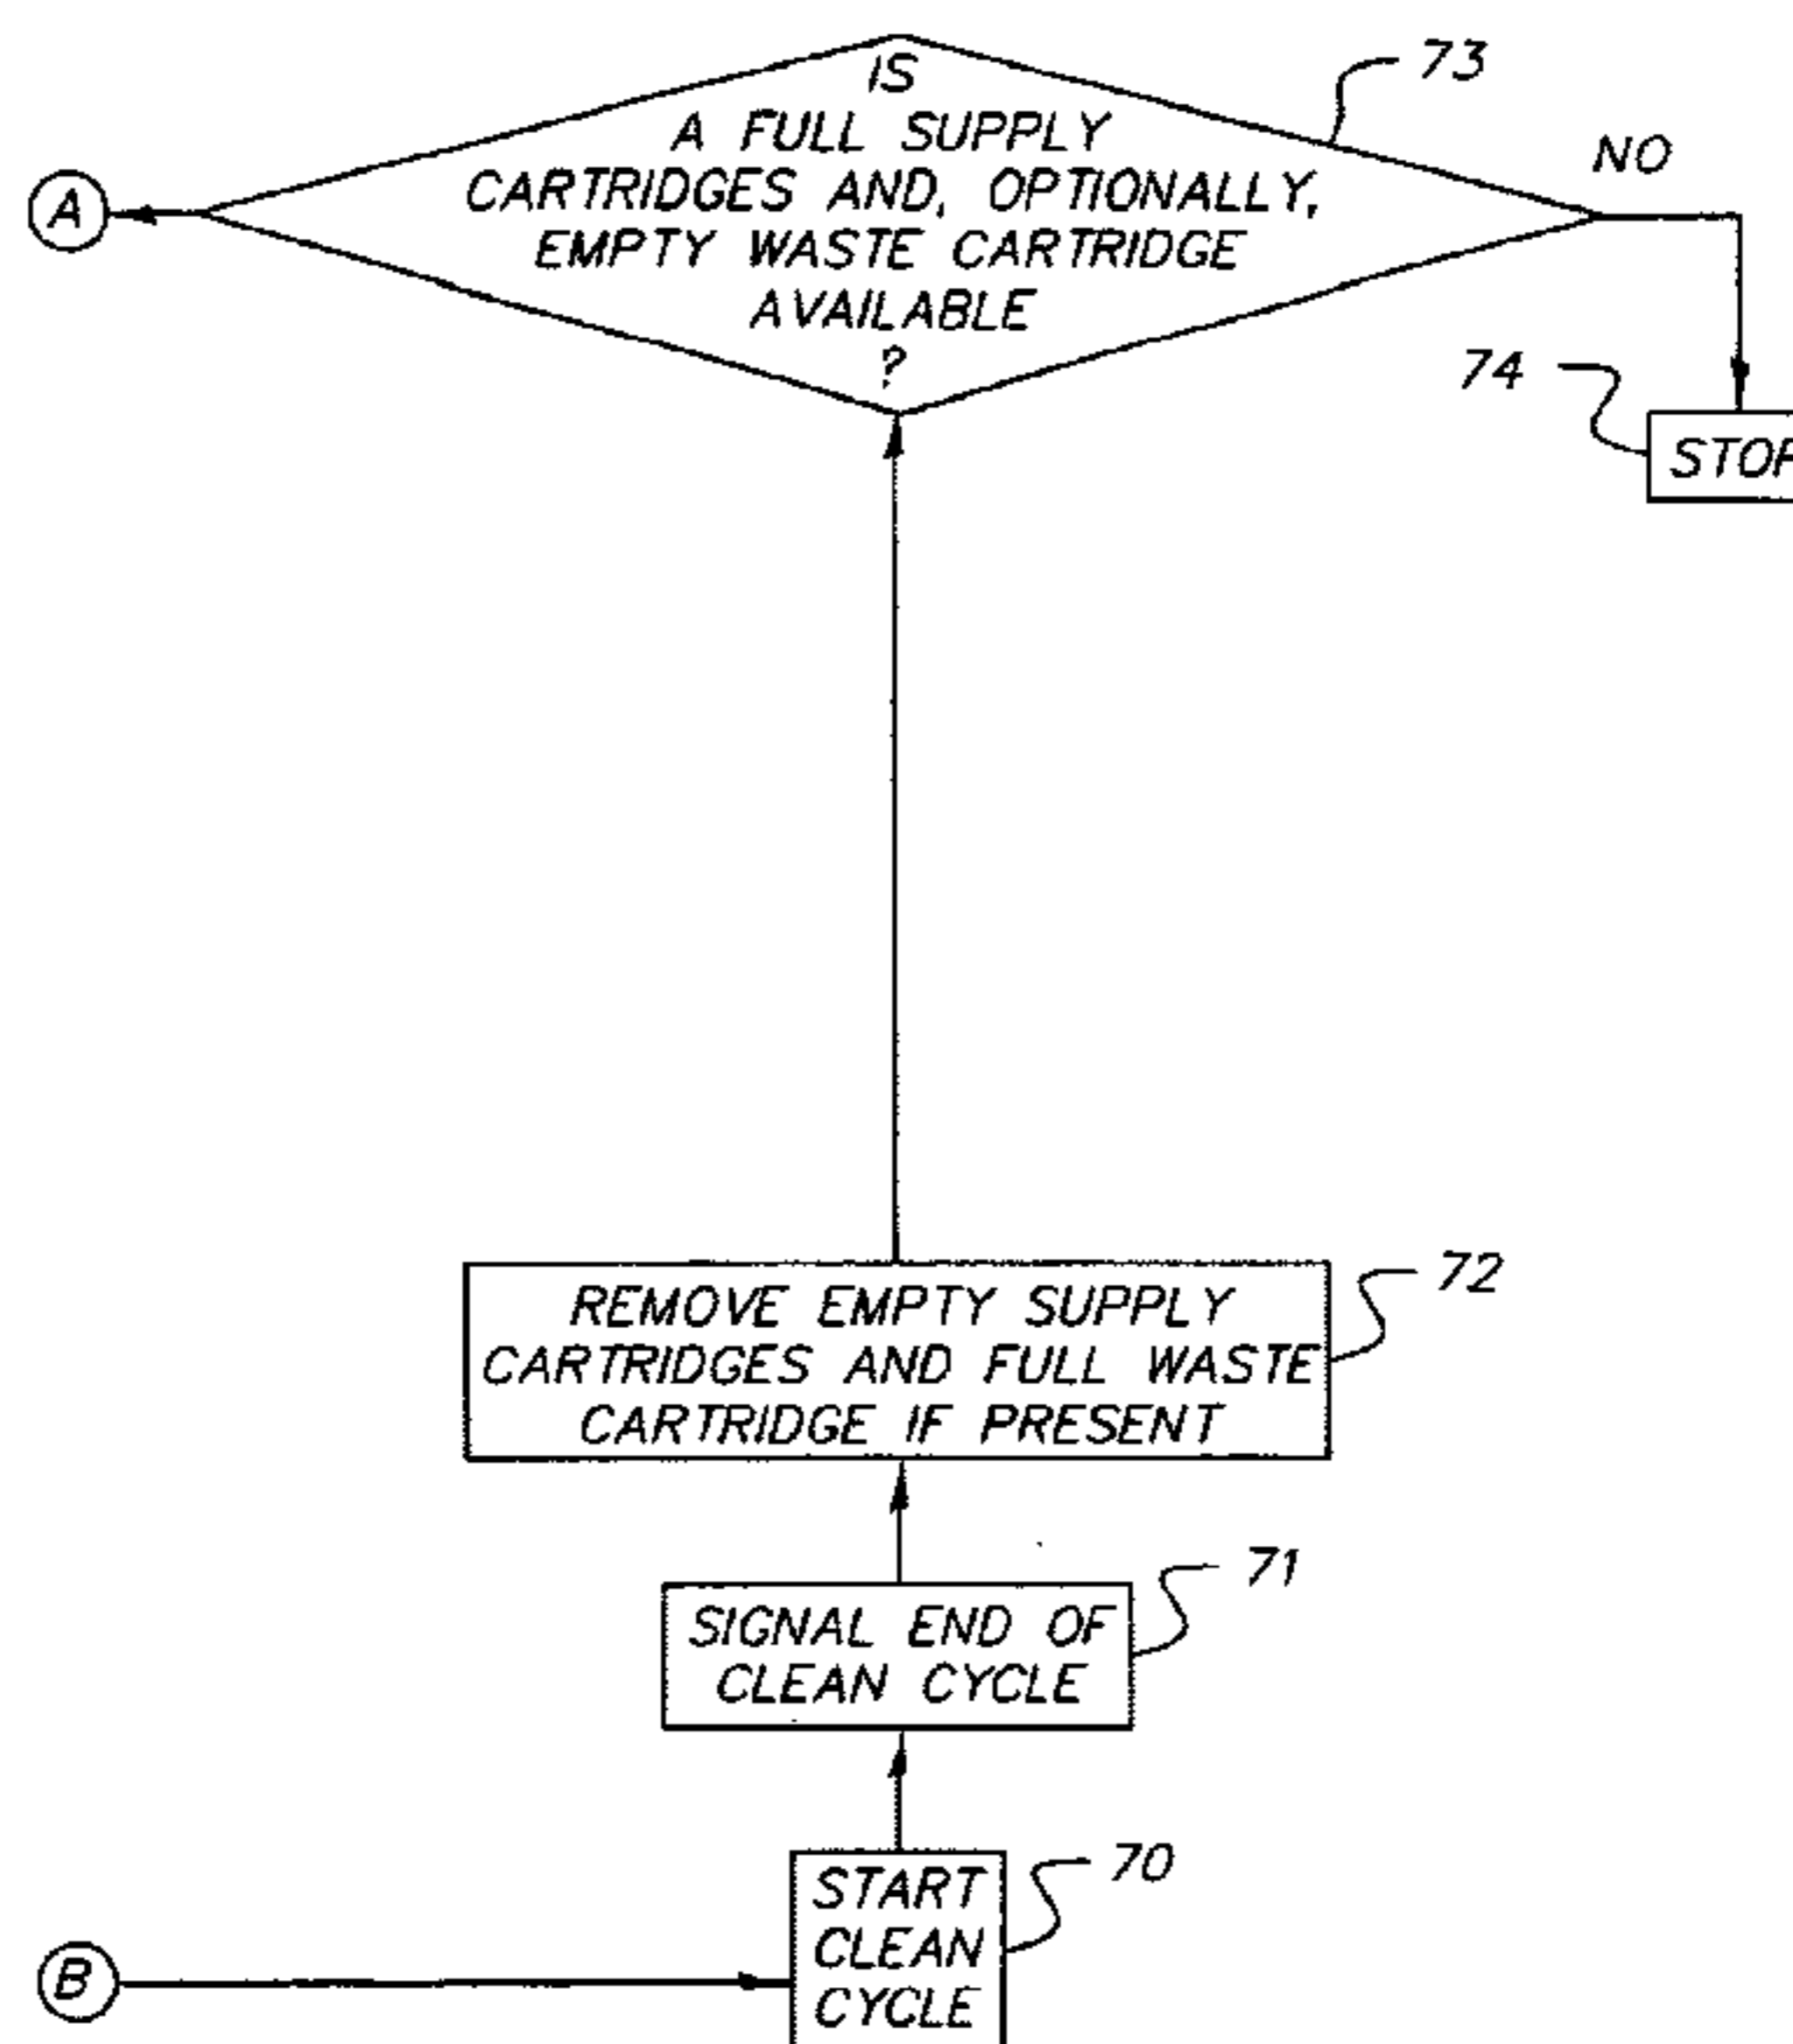 IS
A FULL SUPPLY
CARTRIDGES AND, OPTIONALLY,
EMPTY WASTE CARTRIDGE
AVAILABLE
?
73
NO
A
74
STOP
REMOVE EMPTY SUPPLY
CARTRIDGES AND FULL WASTE
CARTRIDGE IF PRESENT
72
SIGNAL END OF
CLEAN CYCLE
71
START
CLEAN
CYCLE
70
B